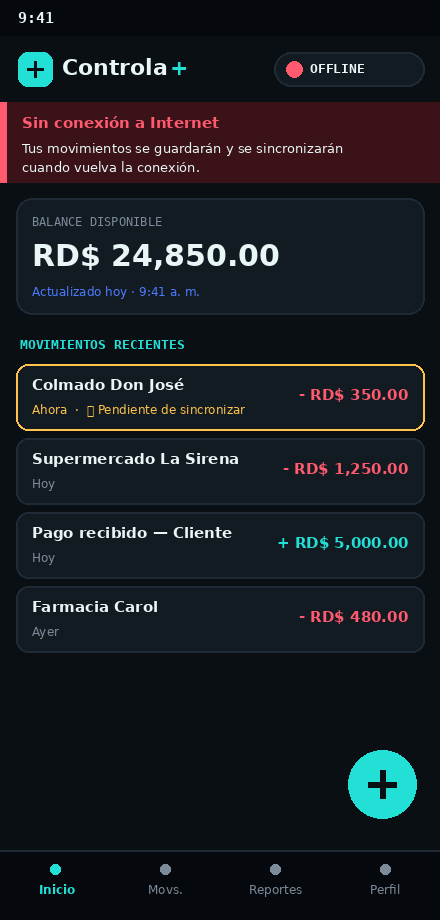 9:41
Controla+
OFFLINE
Sin conexión a Internet
Tus movimientos se guardarán y se sincronizarán
cuando vuelva la conexión.
BALANCE DISPONIBLE
RD$ 24,850.00
Actualizado hoy · 9:41 a. m.
MOVIMIENTOS RECIENTES
Colmado Don José
- RD$ 350.00
Ahora · Pendiente de sincronizar
Supermercado La Sirena
- RD$ 1,250.00
Hoy
Pago recibido — Cliente
+ RD$ 5,000.00
Hoy
Farmacia Carol
- RD$ 480.00
Ayer
Inicio
Movs.
Reportes
Perfil